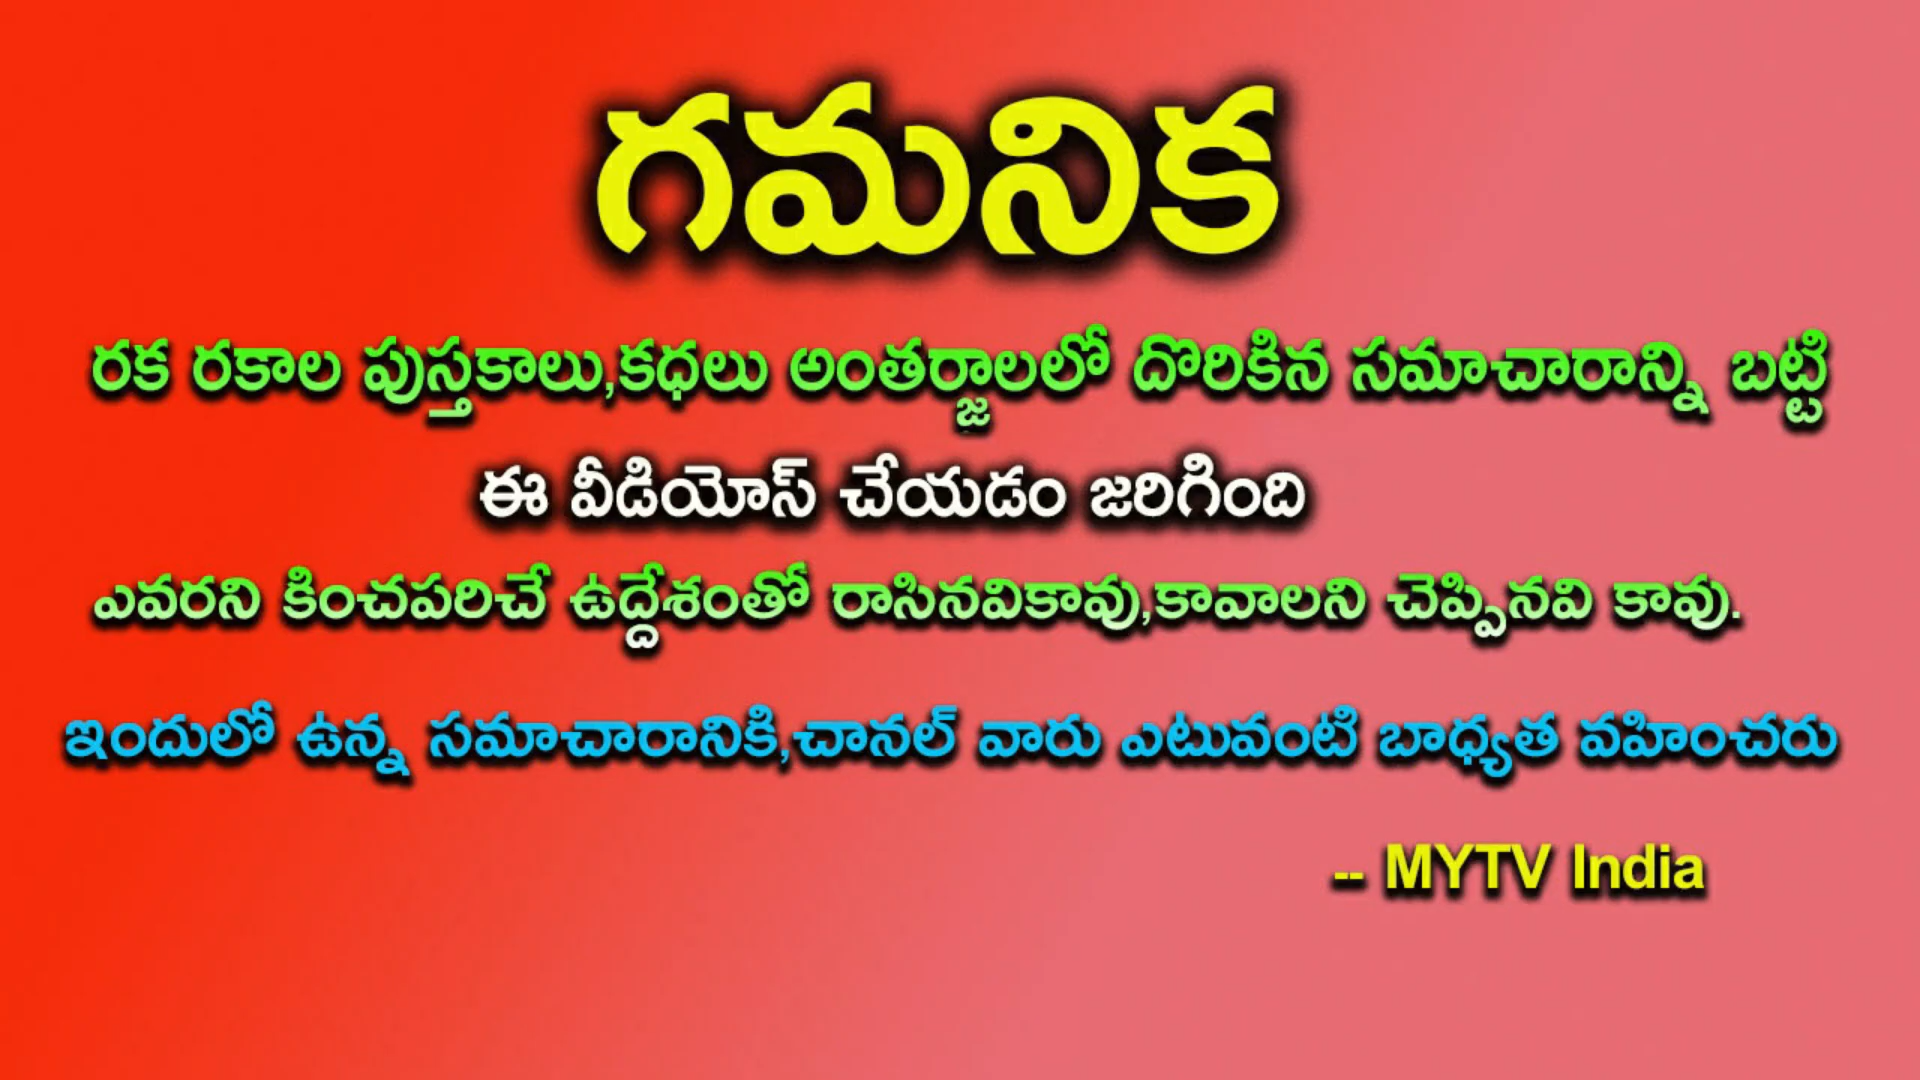 గమనిక
రక రకాల పుస్తకాలు,కధలు అంతర్జాలలో దొరికిన సమాచారాన్ని బట్టి
ఈ వీడియోస్ చేయడం జరిగింది
ఎవరని కించపరిచే ఉద్దేశంతో రాసినవికావు,కావాలని చెప్పినవి కావు.
ఇందులో ఉన్న సమాచారానికి,చానల్ వారు ఎటువంటి బాధ్యత వహించరు
-- MYTV India